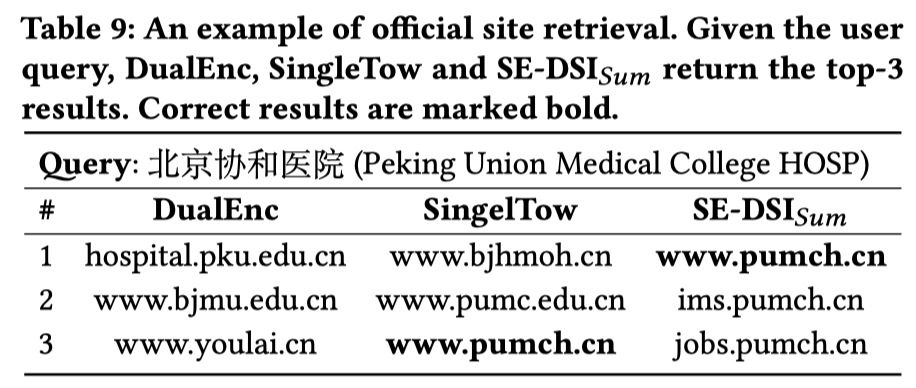 Table 9: An example of official site retrieval. Given the user
query, DualEnc, SingleTow and SE-DSISum return the top-3
results. Correct results are marked bold.
Query: 北京协和医院 (Peking Union Medical College HOSP)
# DualEnc SingelTow SE-DSISum
1 hospital.pku.edu.cn www.bjhmoh.cn www.pumch.cn
2 www.bjmu.edu.cn www.pumc.edu.cn ims.pumch.cn
3 www.youlai.cn www.pumch.cn jobs.pumch.cn